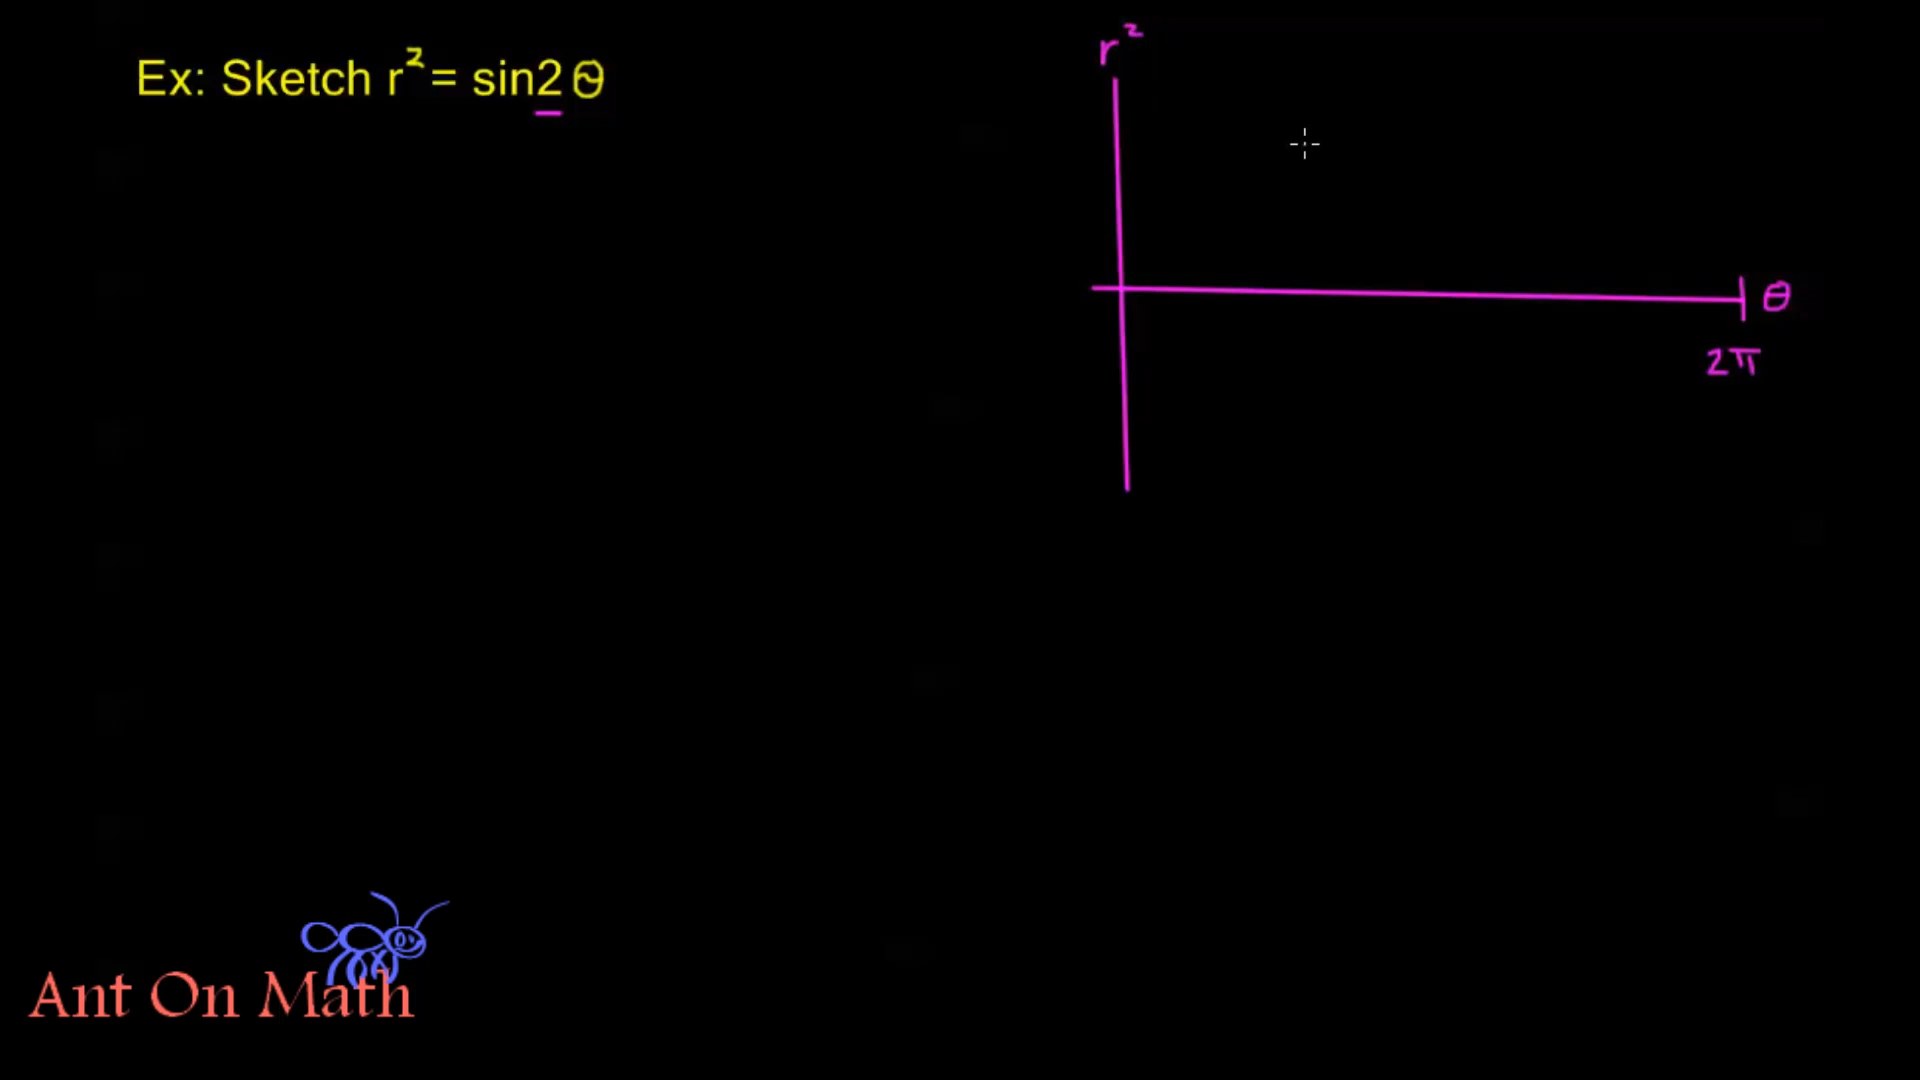 Ex: Sketch r² = sin2θ
r²
θ
2π
Ant On Math